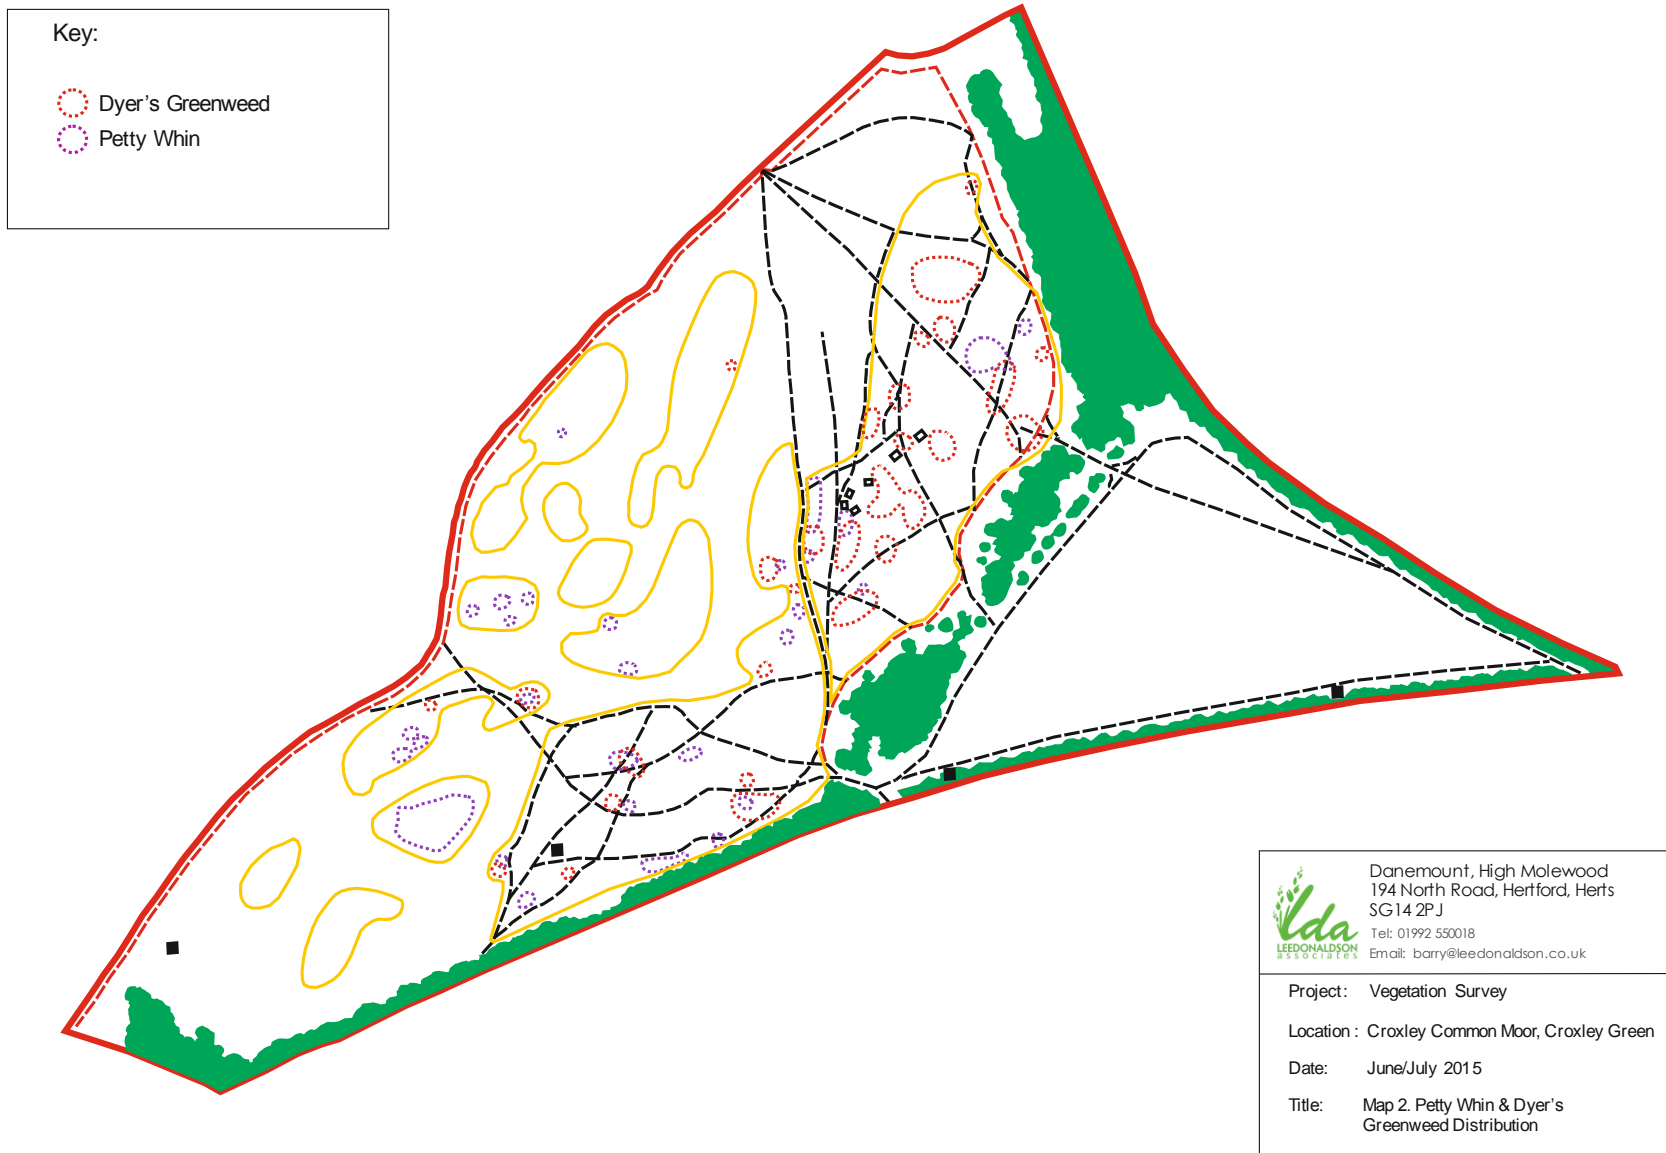 Key:
Dyer's Greenweed
Petty Whin
lda
LEEDONALDSON
associates
Danemount, High Molewood
194 North Road, Hertford, Herts
SG14 2PJ
Tel: 01992 550018
Email: barry@leedonaldson.co.uk
Project: Vegetation Survey
Location : Croxley Common Moor, Croxley Green
Date: June/July 2015
Title: Map 2. Petty Whin & Dyer's
Greenweed Distribution